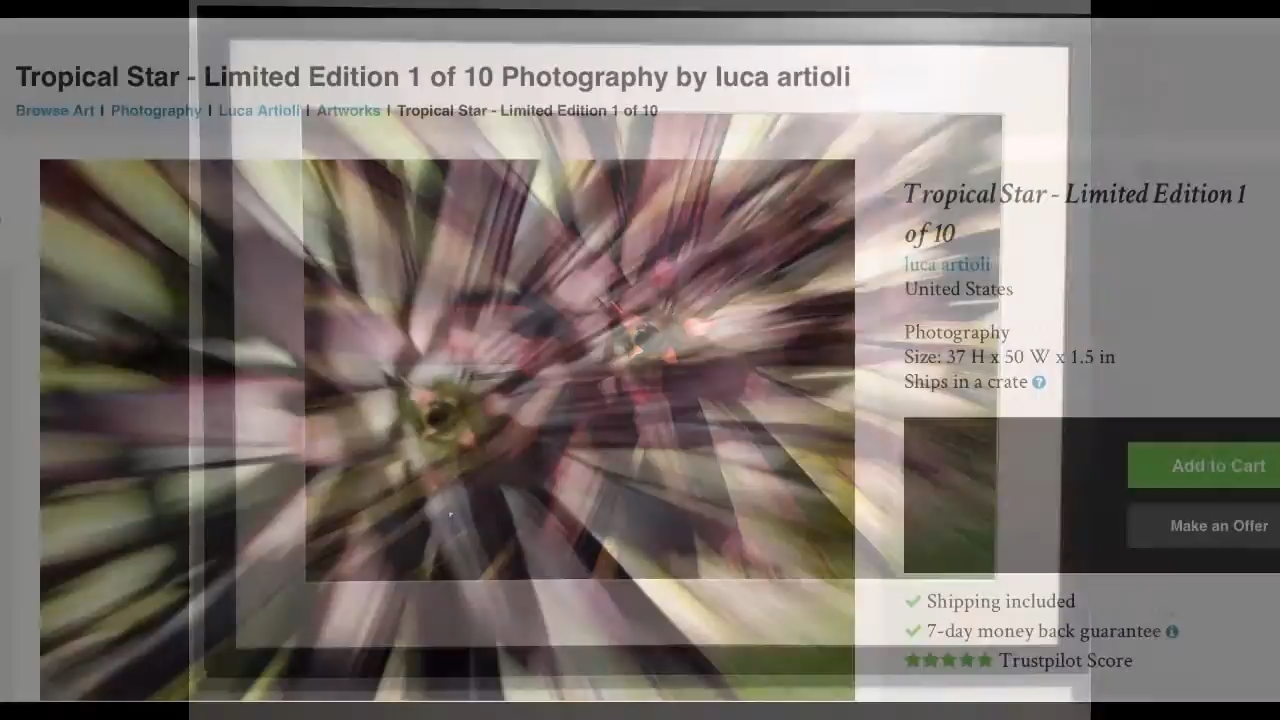 Tropical Star - Limited Edition 1 of 10 Photography by luca artioli
Browse Art | Photography | Luca Artioli | Artworks | Tropical Star - Limited Edition 1 of 10
Tropical Star - Limited Edition 1
of 10
luca artioli
United States
Photography
Size: 37 H x 50 W x 1.5 in
Ships in a crate ?
Add to Cart
Make an Offer
Shipping included
7-day money back guarantee i
Trustpilot Score